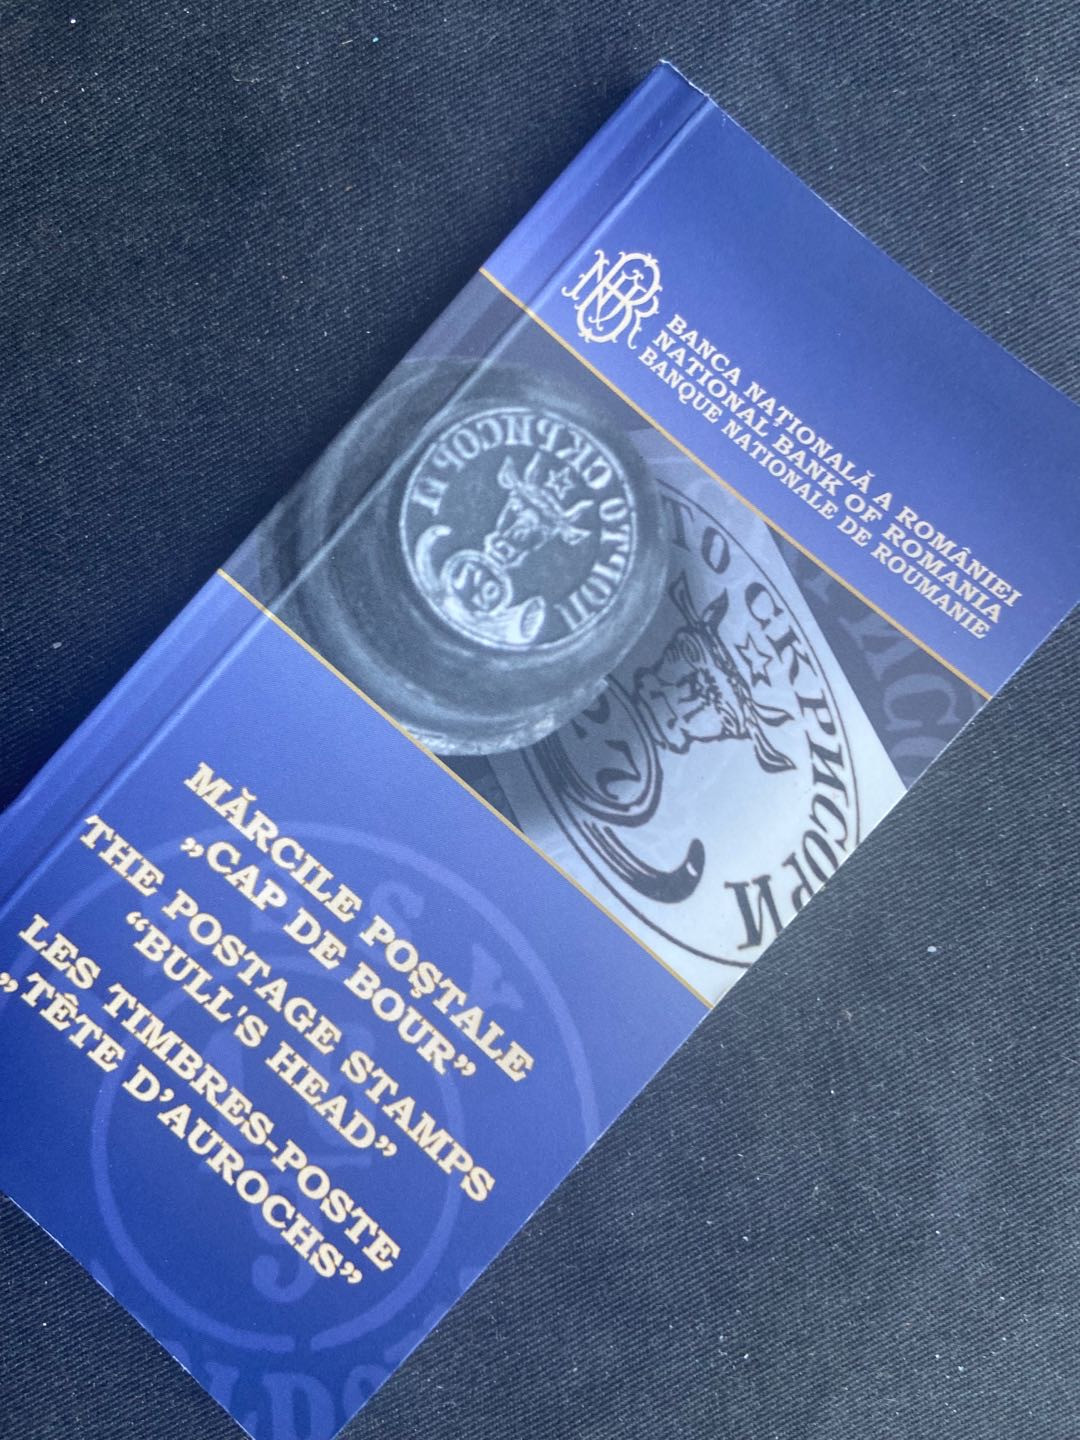 BANCA NAȚIONALĂ A ROMÂNIEI
NATIONAL BANK OF ROMANIA
BANQUE NATIONALE DE ROUMANIE
MĂRCILE POȘTALE
„CAP DE BOUR”
THE POSTAGE STAMPS
“BULL'S HEAD”
LES TIMBRES-POSTE
„TÊTE D’AUROCHS”